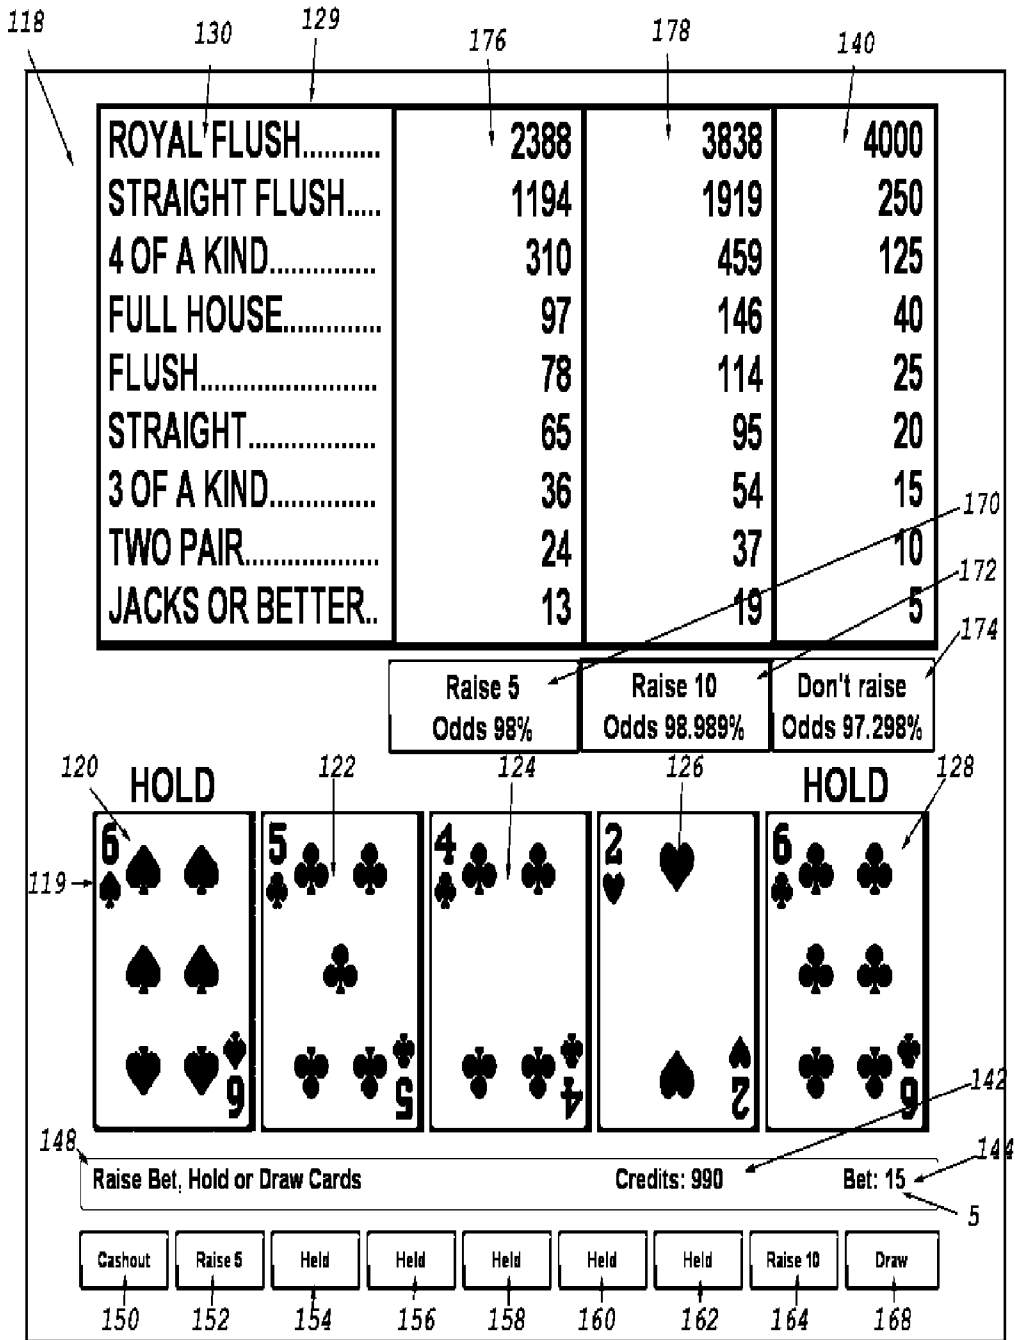 118 130 129 176 178 140
ROYAL FLUSH........... 2388 3838 4000
STRAIGHT FLUSH..... 1194 1919 250
4 OF A KIND............... 310 459 125
FULL HOUSE.............. 97 146 40
FLUSH......................... 78 114 25
STRAIGHT.................. 65 95 20
3 OF A KIND............... 36 54 15
170
TWO PAIR................... 24 37 10
172
JACKS OR BETTER.. 13 19 5
174
Raise 5 Raise 10 Don't raise
Odds 98% Odds 98.989% Odds 97.298%
120 HOLD 122 124 126 HOLD 128
6 5 4 2 6
119
6 5 4 2 6
142
148
144
Raise Bet, Hold or Draw Cards Credits: 990 Bet: 15
5
Cashout Raise 5 Held Held Held Held Held Raise 10 Draw
150 152 154 156 158 160 162 164 168